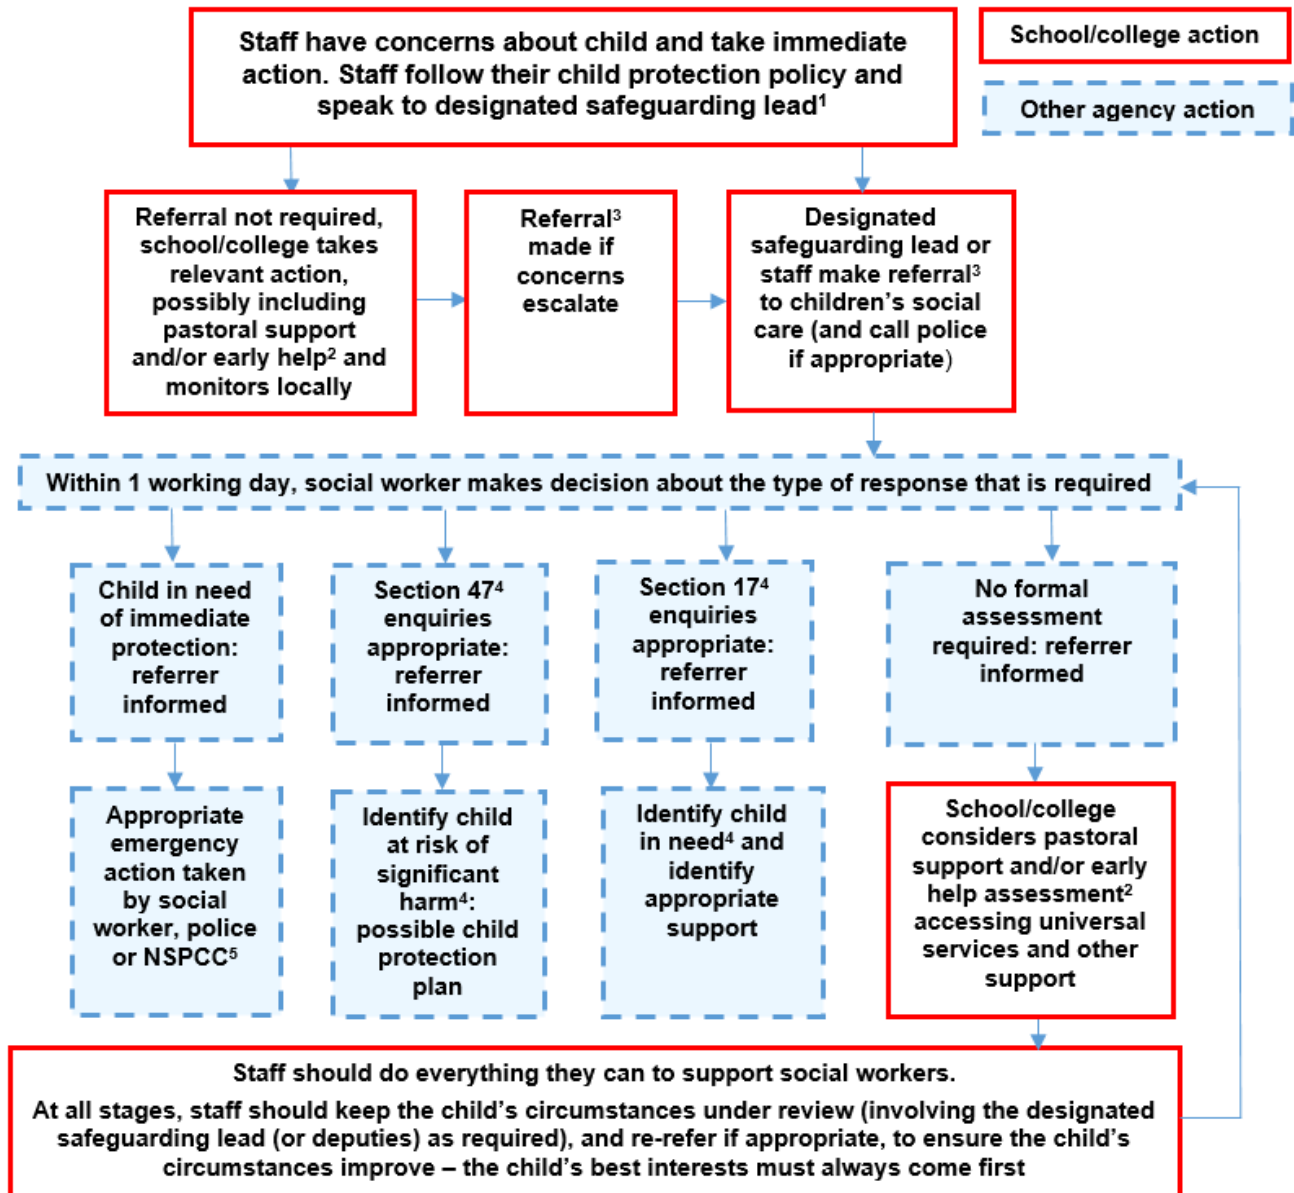 Staff have concerns about child and take immediate
action. Staff follow their child protection policy and
speak to designated safeguarding lead¹
School/college action
Other agency action
Referral not required,
school/college takes
relevant action,
possibly including
pastoral support
and/or early help² and
monitors locally
Referral³
made if
concerns
escalate
Designated
safeguarding lead or
staff make referral³
to children's social
care (and call police
if appropriate)
Within 1 working day, social worker makes decision about the type of response that is required
Child in need
of immediate
protection:
referrer
informed
Section 47⁴
enquiries
appropriate:
referrer
informed
Section 17⁴
enquiries
appropriate:
referrer
informed
No formal
assessment
required: referrer
informed
Appropriate
emergency
action taken
by social
worker, police
or NSPCC⁵
Identify child
at risk of
significant
harm⁴:
possible child
protection
plan
Identify child
in need⁴ and
identify
appropriate
support
School/college
considers pastoral
support and/or early
help assessment²
accessing universal
services and other
support
Staff should do everything they can to support social workers.
At all stages, staff should keep the child's circumstances under review (involving the designated
safeguarding lead (or deputies) as required), and re-refer if appropriate, to ensure the child's
circumstances improve – the child's best interests must always come first